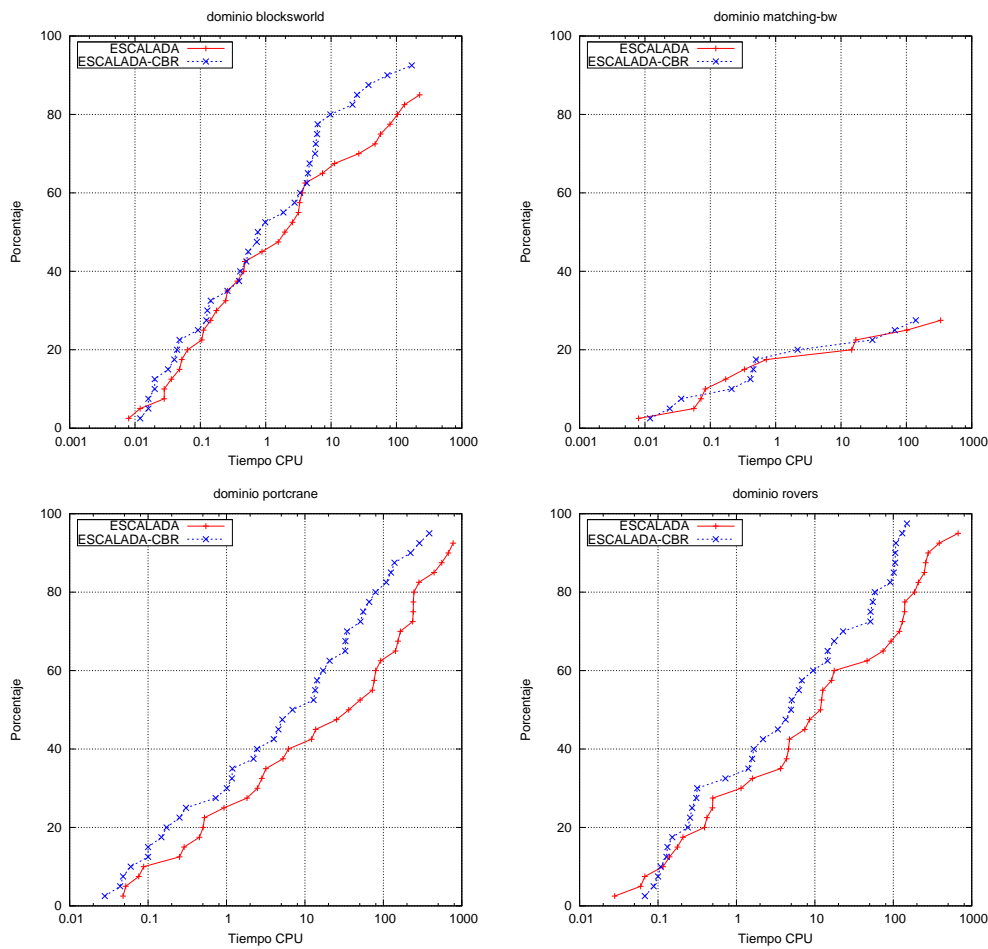 dominio blocksworld
ESCALADA
ESCALADA-CBR
Porcentaje
100
80
60
40
20
0
0.001 0.01 0.1 1 10 100 1000
Tiempo CPU
dominio matching-bw
ESCALADA
ESCALADA-CBR
Porcentaje
100
80
60
40
20
0
0.001 0.01 0.1 1 10 100 1000
Tiempo CPU
dominio portcrane
ESCALADA
ESCALADA-CBR
Porcentaje
100
80
60
40
20
0
0.01 0.1 1 10 100 1000
Tiempo CPU
dominio rovers
ESCALADA
ESCALADA-CBR
Porcentaje
100
80
60
40
20
0
0.01 0.1 1 10 100 1000
Tiempo CPU